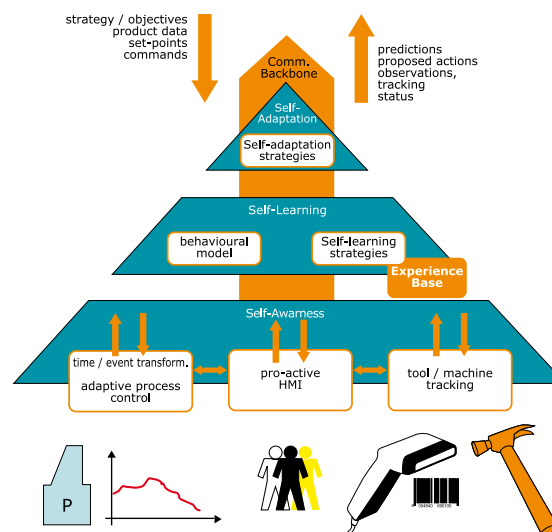 strategy / objectives
product data
set-points
commands
predictions
proposed actions
observations,
tracking
status
Comm.
Backbone
Self-
Adaptation
Self-adaptation
strategies
Self-Learning
behavioural
model
Self-learning
strategies
Experience
Base
Self-Awarness
time / event transform.
adaptive process
control
pro-active
HMI
tool / machine
tracking
P